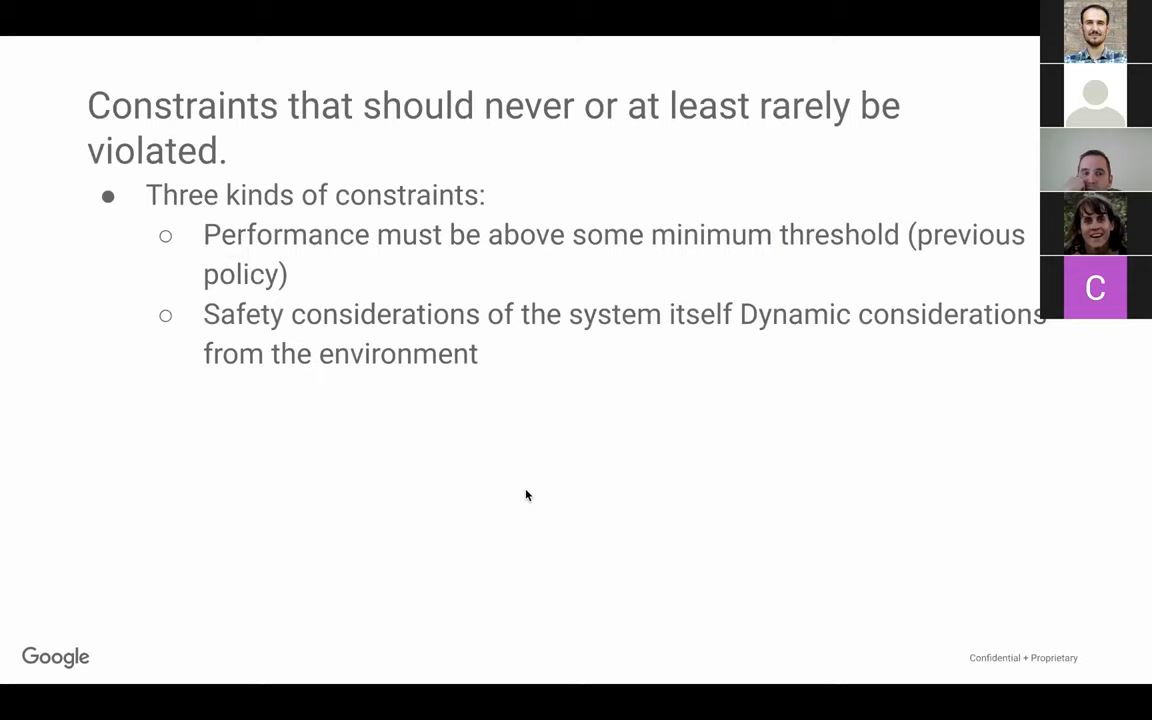 Constraints that should never or at least rarely be
violated.
● Three kinds of constraints:
○ Performance must be above some minimum threshold (previous
policy)
○ Safety considerations of the system itself Dynamic considerations
from the environment
C
Google
Confidential + Proprietary